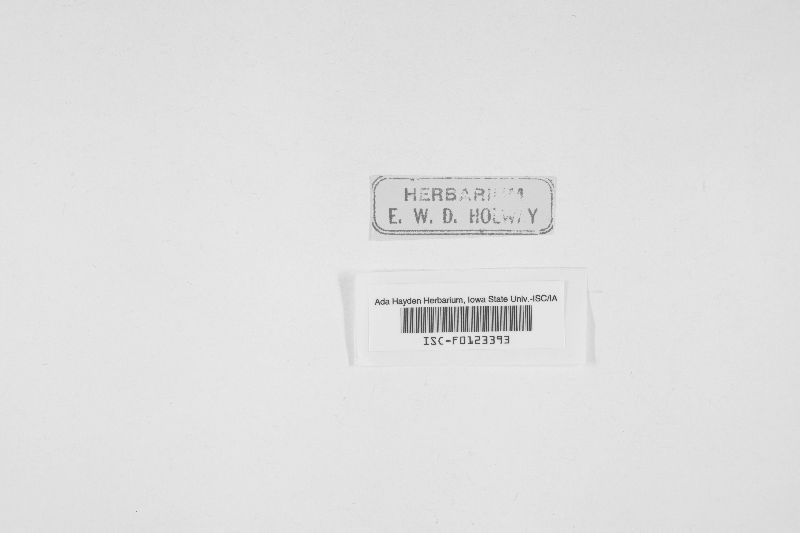 HERBARIUM
E. W. D. HOLWAY
Ada Hayden Herbarium, Iowa State Univ.-ISC/IA
ISC-F0123393